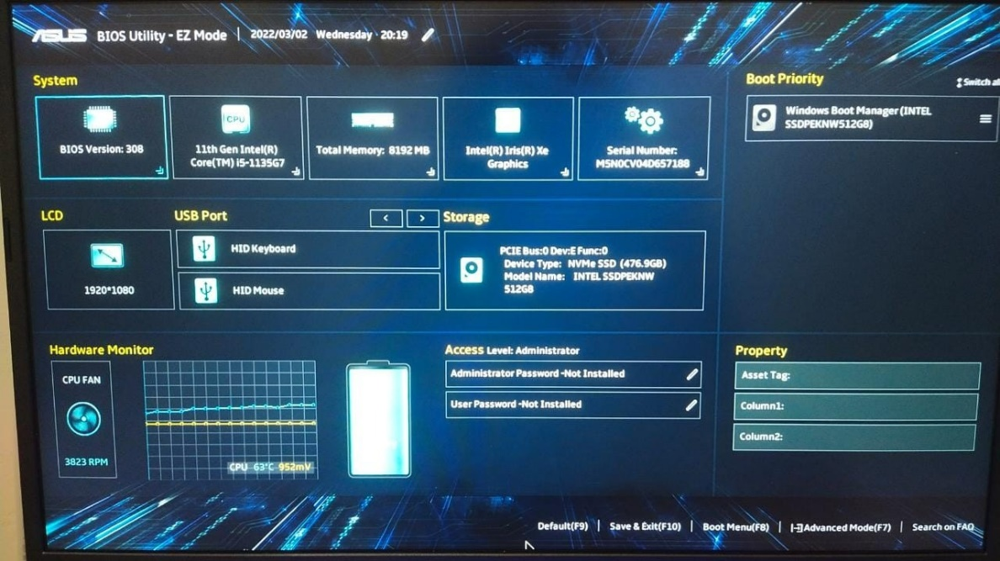 ASUS BIOS Utility - EZ Mode | 2022/03/02 Wednesday 20:19
System
BIOS Version: 308
CPU
11th Gen Intel(R)
Core(TM) i5-1135G7
Total Memory: 8192 MB
Intel(R) Iris(R) Xe
Graphics
Serial Number:
M5N0CV04D657188
Boot Priority
Switch all
Windows Boot Manager (INTEL
SSDPEKNW512G8)
LCD
1920*1080
USB Port
< >
HID Keyboard
HID Mouse
Storage
PCIE Bus:0 Dev:E Func:0
Device Type: NVMe SSD (476.9GB)
Model Name: INTEL SSDPEKNW
512G8
Hardware Monitor
CPU FAN
3823 RPM
CPU 63°C 952mV
Access Level: Administrator
Administrator Password -Not Installed
User Password -Not Installed
Property
Asset Tag:
Column1:
Column2:
Default(F9) | Save & Exit(F10) | Boot Menu(F8) | Advanced Mode(F7) | Search on FAQ